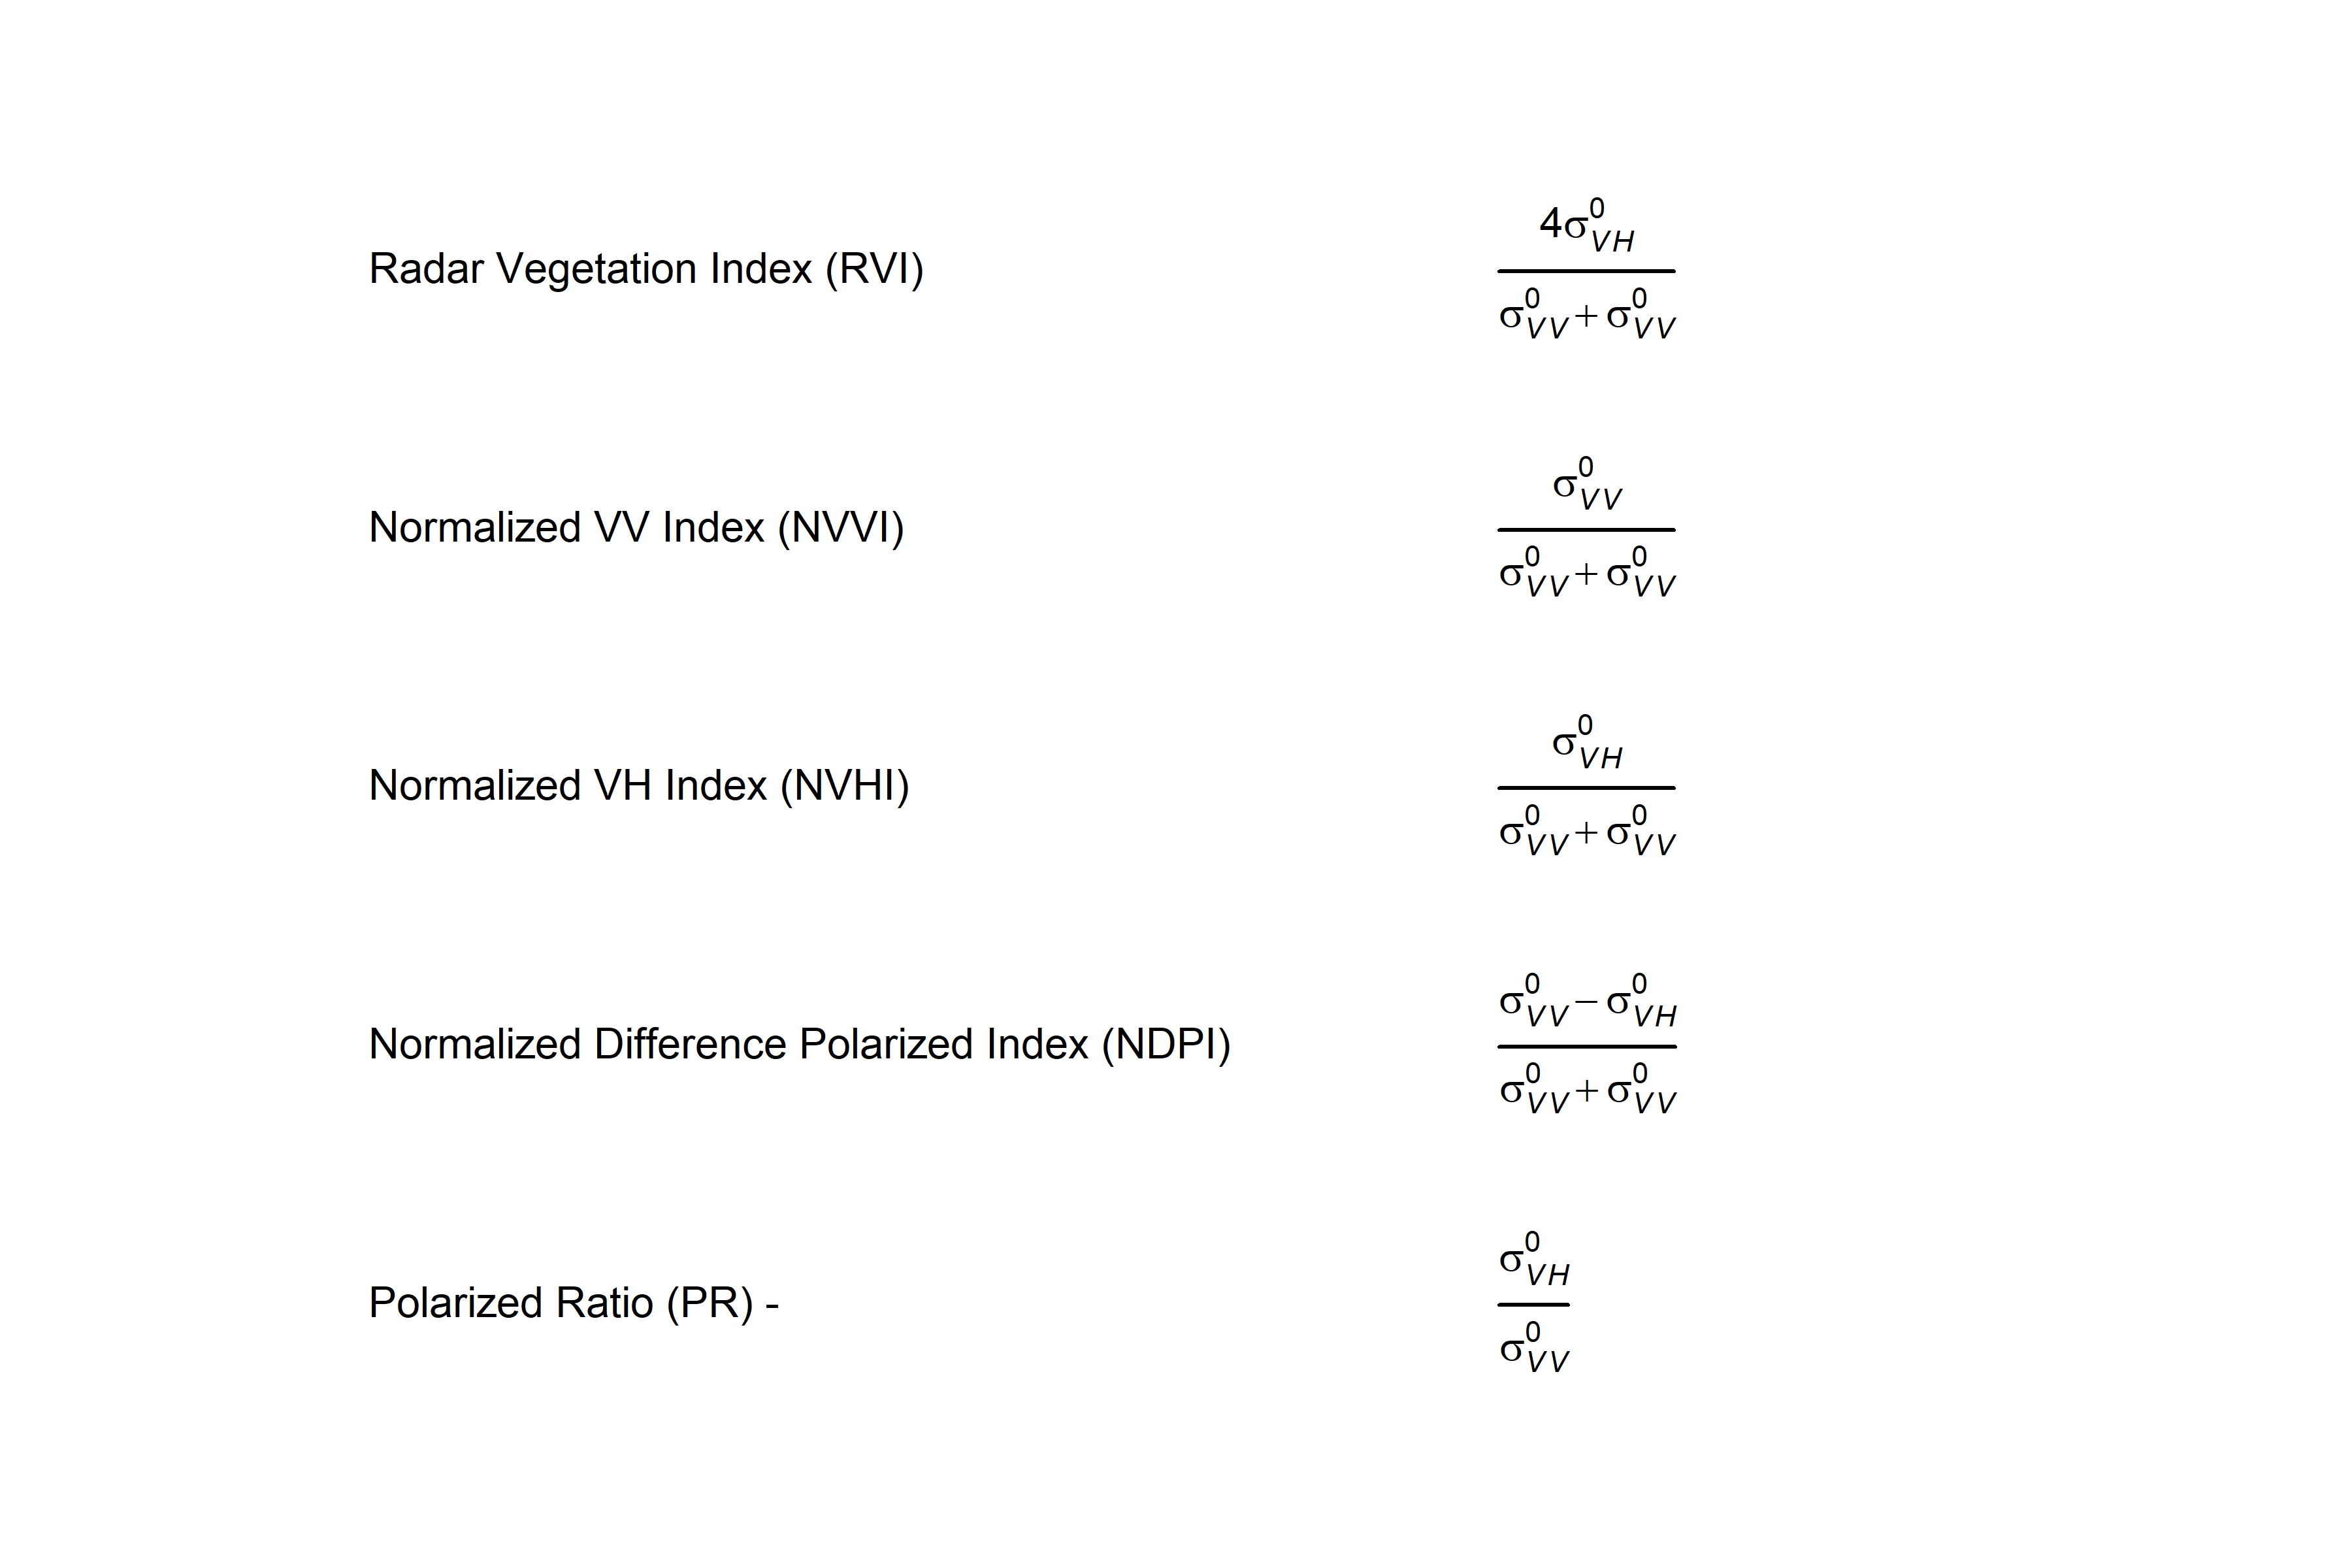 Radar Vegetation Index (RVI) $\frac{4\sigma^0_{VH}}{\sigma^0_{VV}+\sigma^0_{VV}}$
Normalized VV Index (NVVI) $\frac{\sigma^0_{VV}}{\sigma^0_{VV}+\sigma^0_{VV}}$
Normalized VH Index (NVHI) $\frac{\sigma^0_{VH}}{\sigma^0_{VV}+\sigma^0_{VV}}$
Normalized Difference Polarized Index (NDPI) $\frac{\sigma^0_{VV}-\sigma^0_{VH}}{\sigma^0_{VV}+\sigma^0_{VV}}$
Polarized Ratio (PR) - $\frac{\sigma^0_{VH}}{\sigma^0_{VV}}$